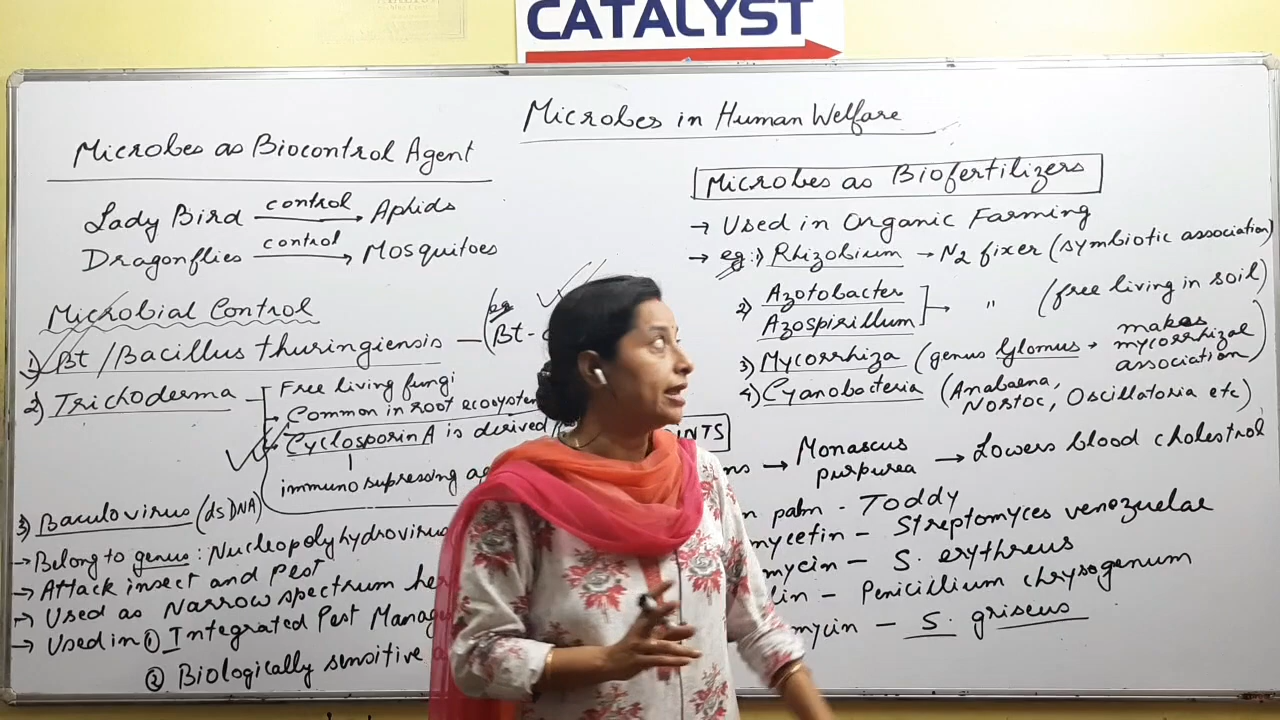 CATALYST
Microbes in Human Welfare
Microbes as Biocontrol Agent
Lady Bird control → Aphids
Dragonflies control → Mosquitoes
Microbial Control
1) Bt / Bacillus thuringiensis — (Bt-
2) Trichoderma
Free living fungi
Common in root ecosystem
Cyclosporin A is derived
immuno supressing
3) Baculovirus (dsDNA)
→ Belong to genus : Nucleopolyhydrovirus
→ Attack insect and Pest
→ Used as Narrow spectrum
→ Used in ① Integrated Pest
② Biologically sensitive
Microbes as Biofertilizers
→ Used in Organic Farming
→ eg:1) Rhizobium → N2 fixer (symbiotic association)
2) Azotobacter
Azospirillum → " (free living in soil)
3) Mycorrhiza (genus Glomus → makes mycorrhizal association)
4) Cyanobacteria (Anabaena,
Nostoc, Oscillatoria etc)
→ Monascus purpurea → Lowers blood cholestrol
palm - Toddy
– Streptomyces venezuelae
– S. erythreus
– Penicillium chrysogenum
– S. griseus